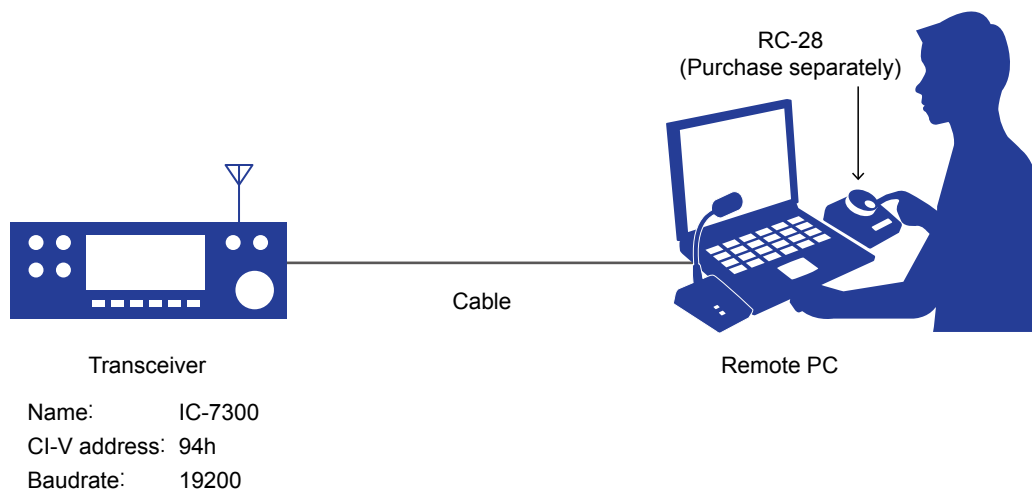 RC-28
(Purchase separately)
Cable
Transceiver
Remote PC
Name: IC-7300
CI-V address: 94h
Baudrate: 19200